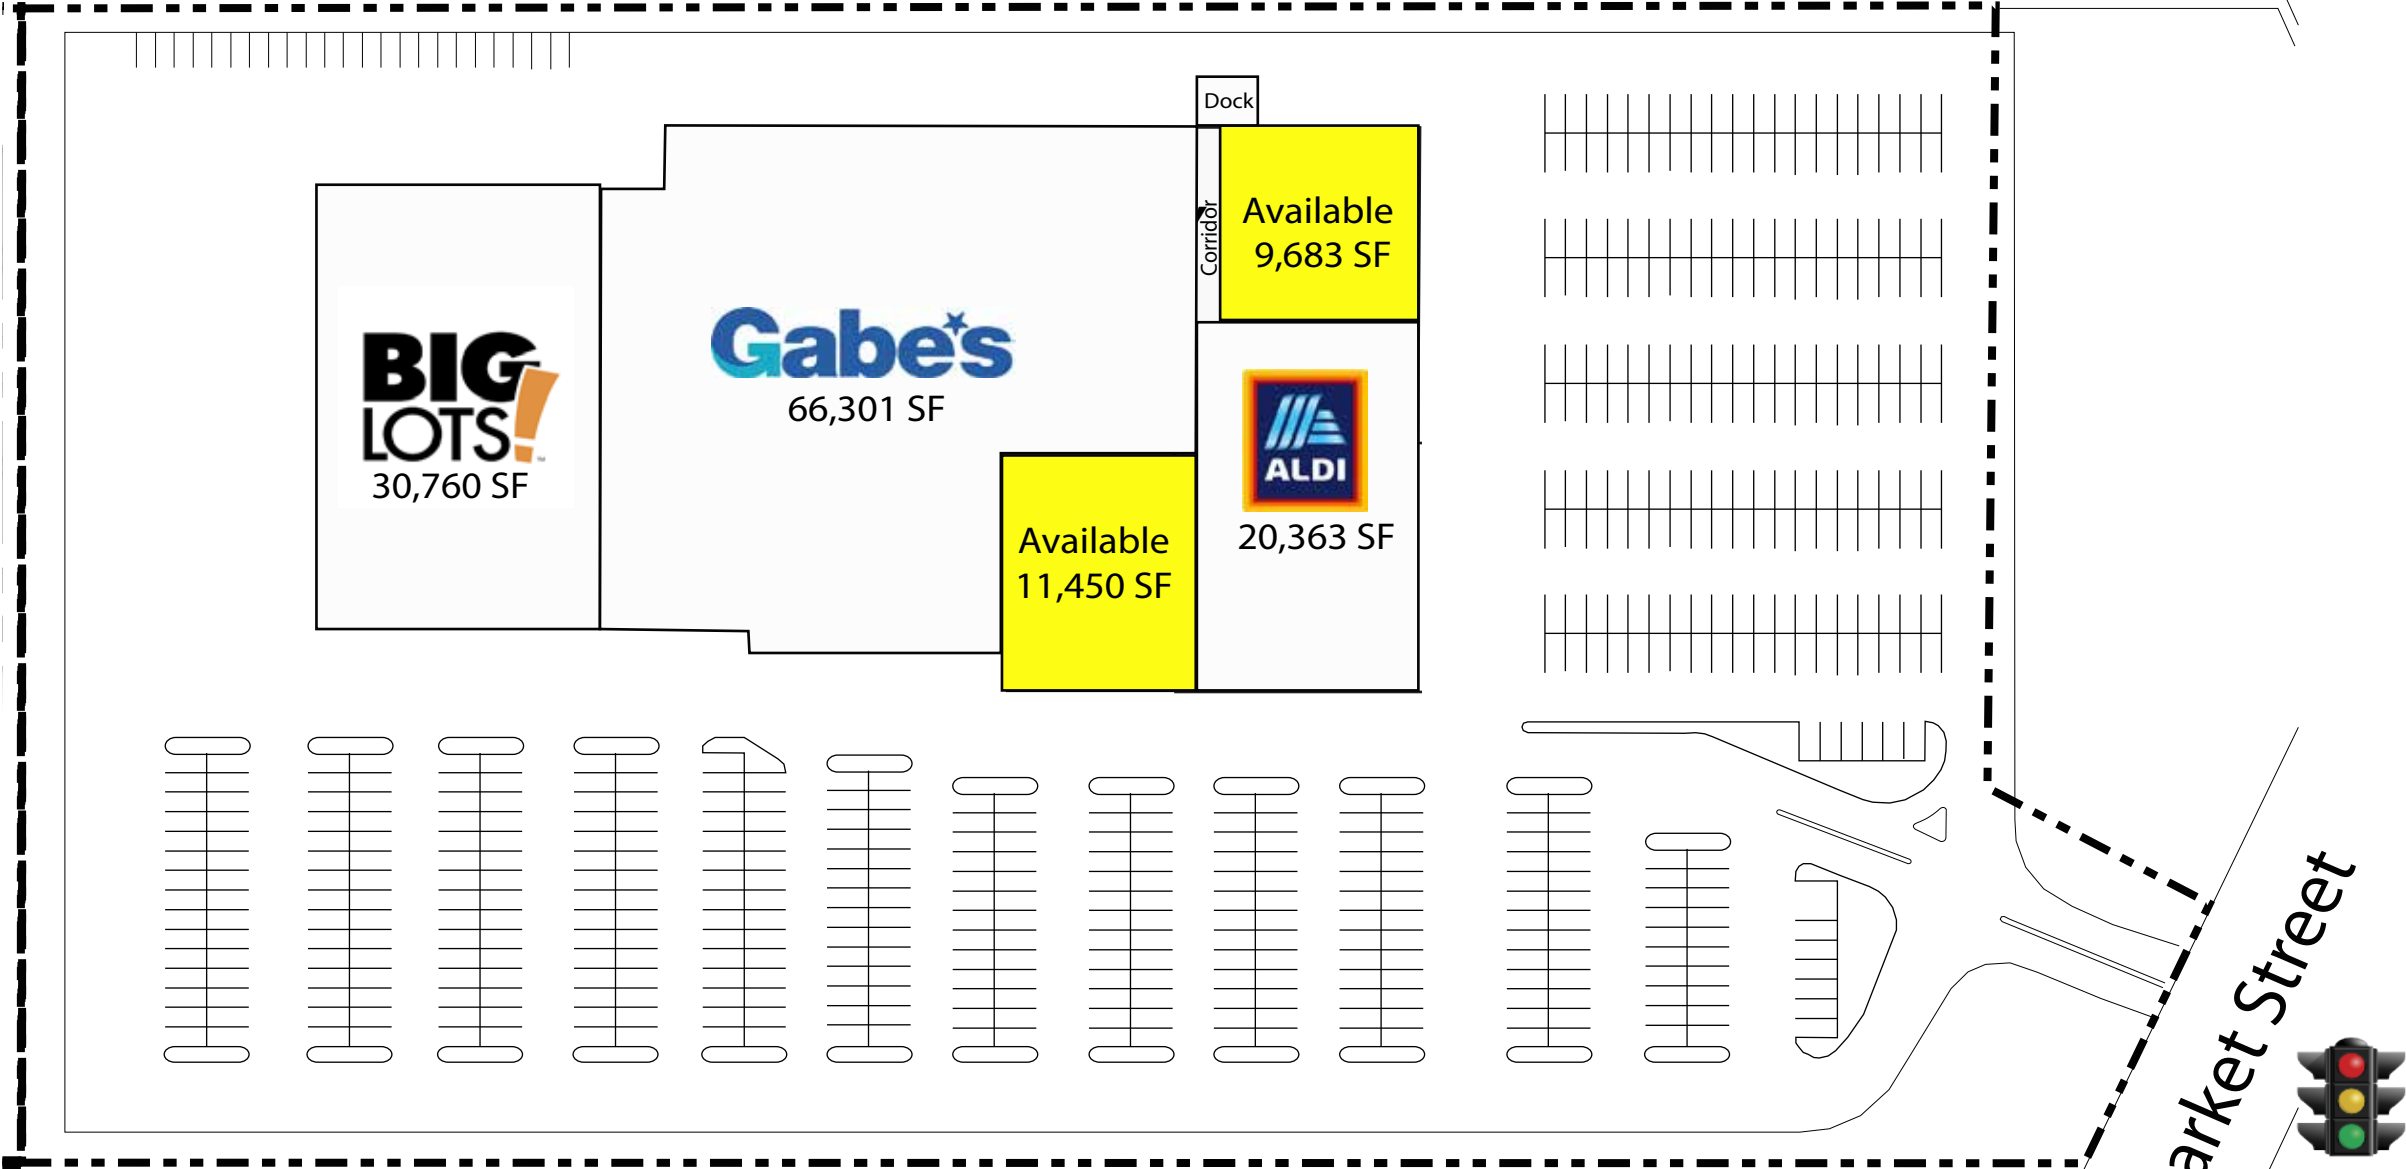 Dock
Corridor
Available
9,683 SF
BIG
LOTS!
30,760 SF
Gabe's
66,301 SF
ALDI
20,363 SF
Available
11,450 SF
arket Street